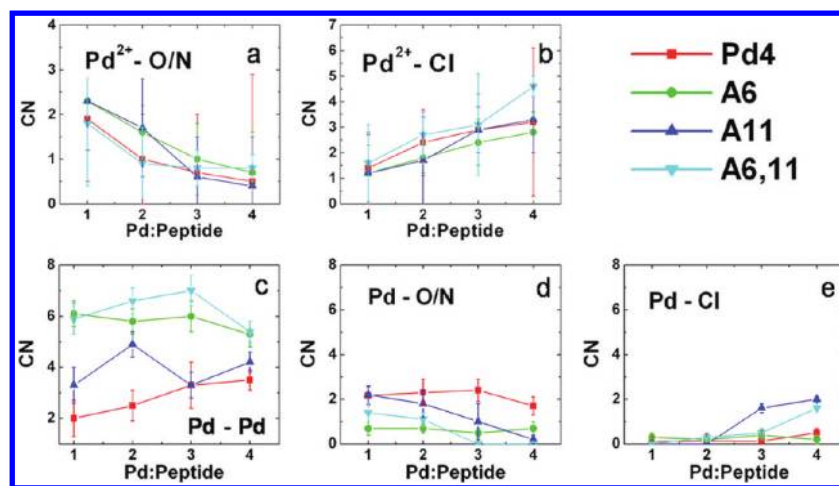 Pd²⁺- O/N
a
CN
3
2
1
0
1 2 3 4
Pd:Peptide
Pd²⁺- Cl
b
CN
7
6
5
4
3
2
1
0
1 2 3 4
Pd:Peptide
Pd4
A6
A11
A6,11
c
CN
8
6
4
2
Pd - Pd
1 2 3 4
Pd:Peptide
Pd - O/N
d
CN
8
6
4
2
0
1 2 3 4
Pd:Peptide
Pd - Cl
e
CN
8
6
4
2
0
1 2 3 4
Pd:Peptide